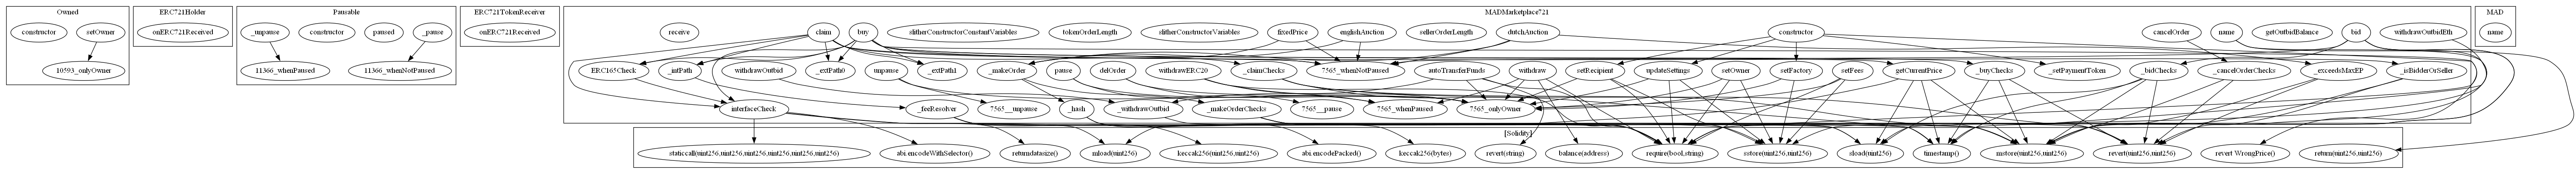 Owned
ERC721Holder
Pausable
ERC721TokenReceiver
MADMarketplace721
MAD
constructor
setOwner
onERC721Received
_unpause
constructor
paused
_pause
onERC721Received
receive
claim
buy
slitherConstructorConstantVariables
tokenOrderLength
slitherConstructorVariables
fixedPrice
englishAuction
sellerOrderLength
dutchAuction
constructor
cancelOrder
name
getOutbidBalance
bid
withdrawOutbidEth
name
10593_onlyOwner
11366_whenPaused
11366_whenNotPaused
ERC165Check
_intPath
withdrawOutbid
_extPath0
unpause
_extPath1
_makeOrder
pause
7565_whenNotPaused
delOrder
_claimChecks
withdrawERC20
autoTransferFunds
withdraw
setRecipient
updateSettings
setOwner
setFactory
setFees
getCurrentPrice
_buyChecks
_setPaymentToken
_bidChecks
_cancelOrderChecks
_exceedsMaxEP
_isBidderOrSeller
interfaceCheck
_feeResolver
7565__unpause
_hash
_withdrawOutbid
_makeOrderChecks
7565__pause
7565_whenPaused
7565_onlyOwner
[Solidity]
staticcall(uint256,uint256,uint256,uint256,uint256,uint256)
abi.encodeWithSelector()
returndatasize()
mload(uint256)
keccak256(uint256,uint256)
abi.encodePacked()
keccak256(bytes)
revert(string)
balance(address)
require(bool,string)
sstore(uint256,uint256)
sload(uint256)
timestamp()
mstore(uint256,uint256)
revert(uint256,uint256)
revert WrongPrice()
return(uint256,uint256)